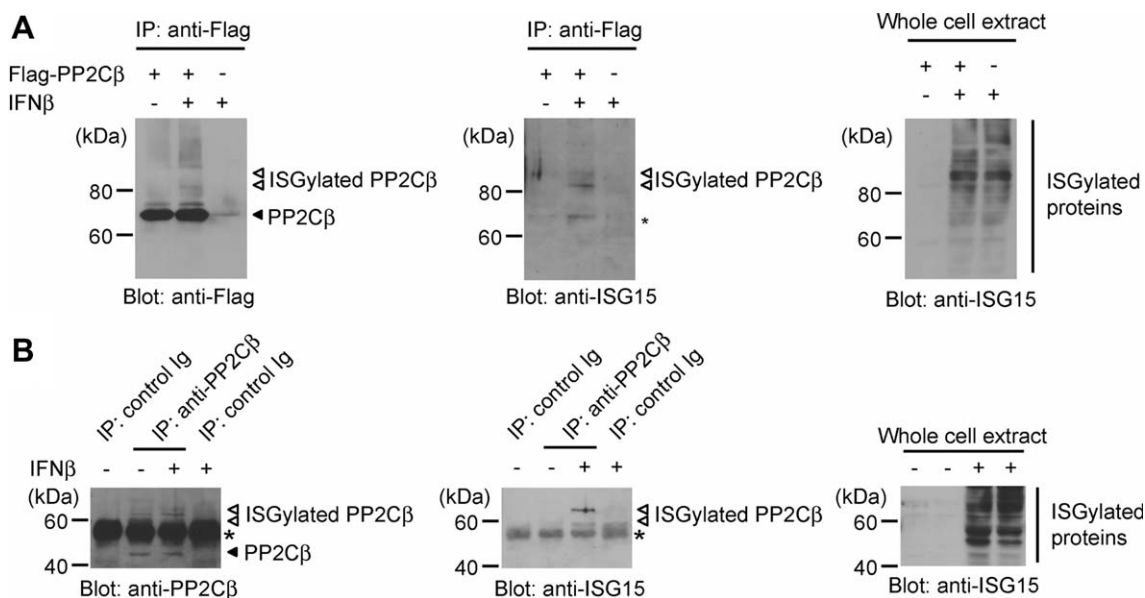 A
IP: anti-Flag
IP: anti-Flag
Whole cell extract
Flag-PP2Cβ + + -
+ + -
+ + -
IFNβ - + +
- + +
- + +
(kDa)
(kDa)
(kDa)
ISGylated PP2Cβ
ISGylated PP2Cβ
ISGylated
proteins
80
80
80
PP2Cβ
*
60
60
60
Blot: anti-Flag
Blot: anti-ISG15
Blot: anti-ISG15
B
IP: control Ig
IP: anti-PP2Cβ
IP: control Ig
IP: control Ig
IP: anti-PP2Cβ
IP: control Ig
Whole cell extract
IFNβ - - + +
- - + +
- - + +
(kDa)
(kDa)
(kDa)
60
60
60
ISGylated PP2Cβ
ISGylated PP2Cβ
ISGylated
proteins
*
*
PP2Cβ
40
40
40
Blot: anti-PP2Cβ
Blot: anti-ISG15
Blot: anti-ISG15